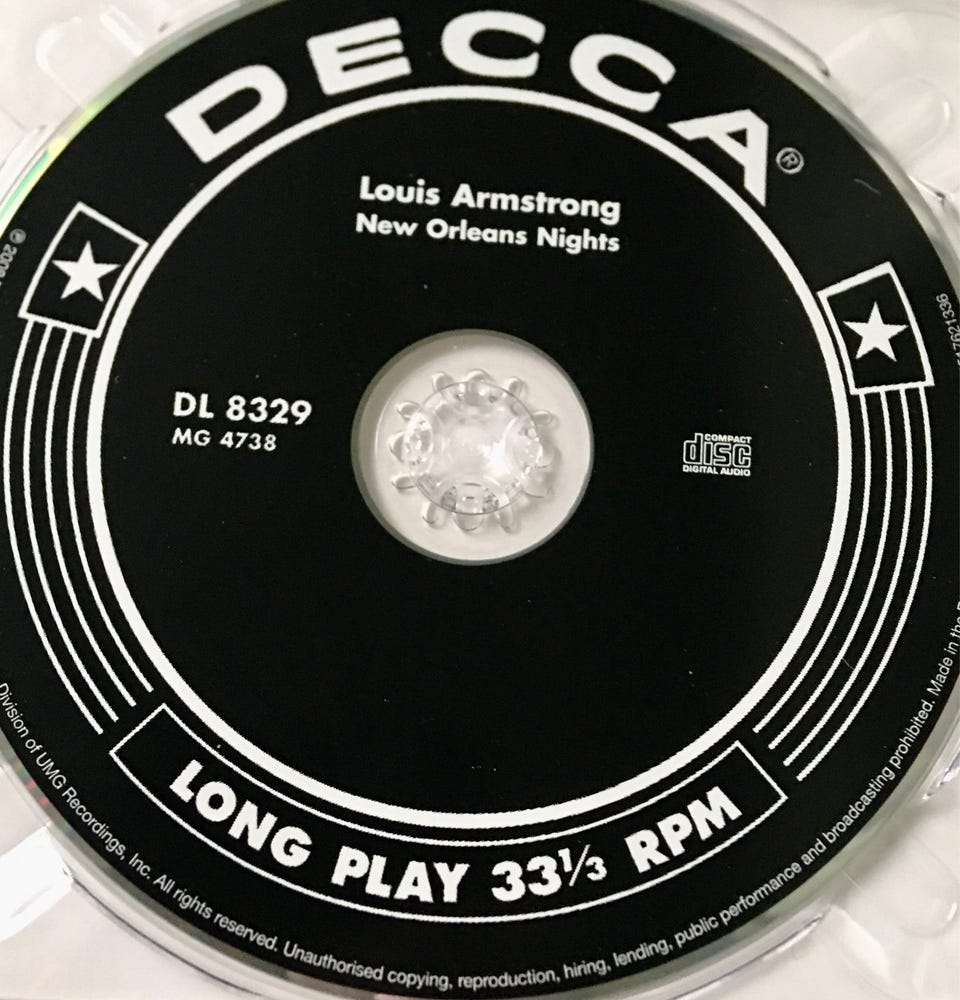 DECCA®
Louis Armstrong
New Orleans Nights
DL 8329
MG 4738
COMPACT
disc
DIGITAL AUDIO
LONG PLAY 33⅓ RPM
Division of UMG Recordings, Inc. All rights reserved. Unauthorised copying, reproduction, hiring, lending, public performance and broadcasting prohibited. Made in the